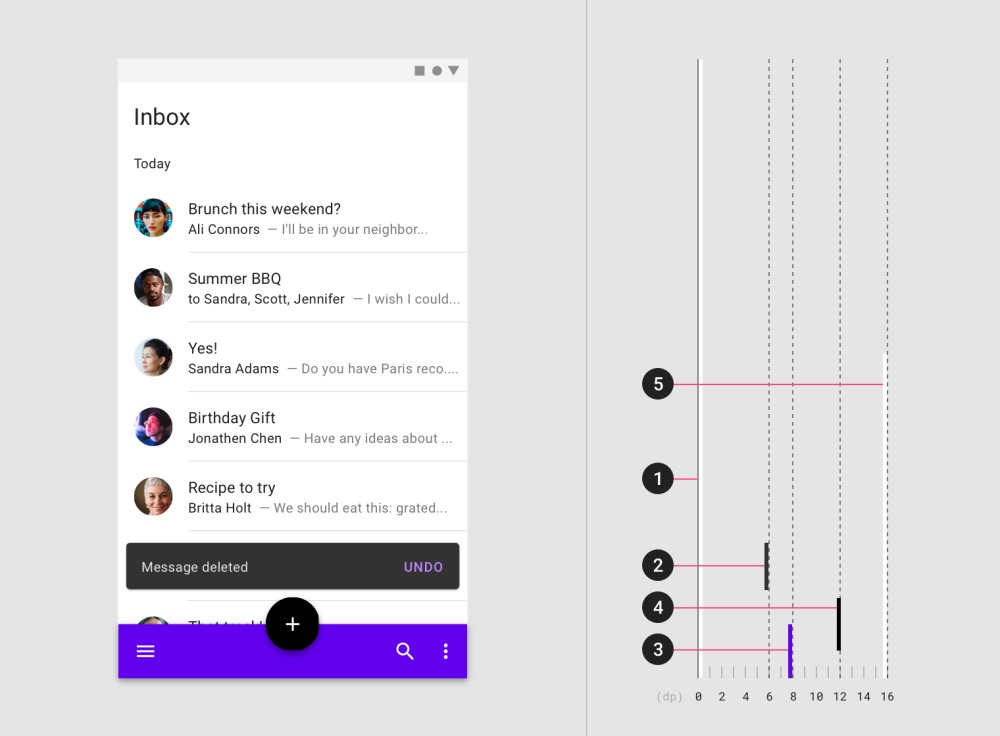 Inbox
Today
Brunch this weekend?
Ali Connors — I'll be in your neighbor...
Summer BBQ
to Sandra, Scott, Jennifer — I wish I could...
Yes!
Sandra Adams — Do you have Paris reco....
Birthday Gift
Jonathen Chen — Have any ideas about ...
Recipe to try
Britta Holt — We should eat this: grated...
Message deleted UNDO
+
5
1
2
4
3
(dp) 0 2 4 6 8 10 12 14 16